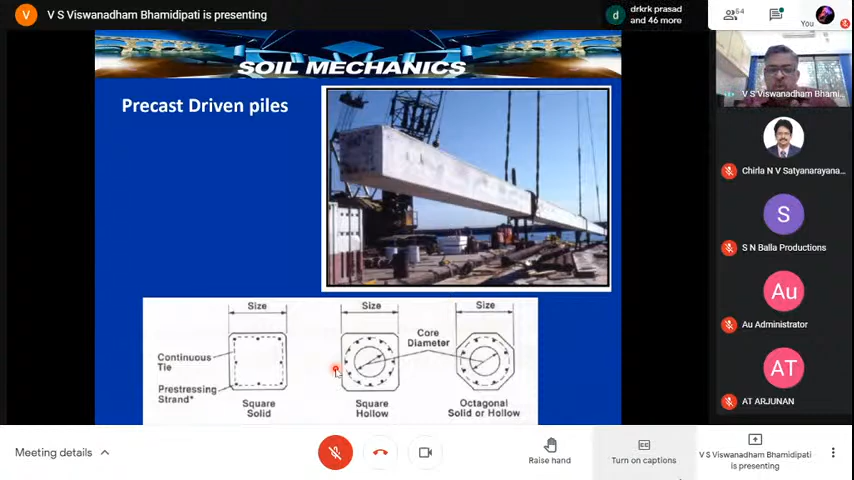 V
V S Viswanadham Bhamidipati is presenting
d
drkrk prasad
and 46 more
54
You
SOIL MECHANICS
Precast Driven piles
V S Viswanadham Bhami...
Chirla N V Satyanarayana...
S
S N Balla Productions
Au
Au Administrator
AT
AT ARJUNAN
Size
Size
Size
Continuous
Tie
Prestressing
Strand*
Core
Diameter
Square
Solid
Square
Hollow
Octagonal
Solid or Hollow
Meeting details
Raise hand
Turn on captions
V S Viswanadham Bhamidipati
is presenting